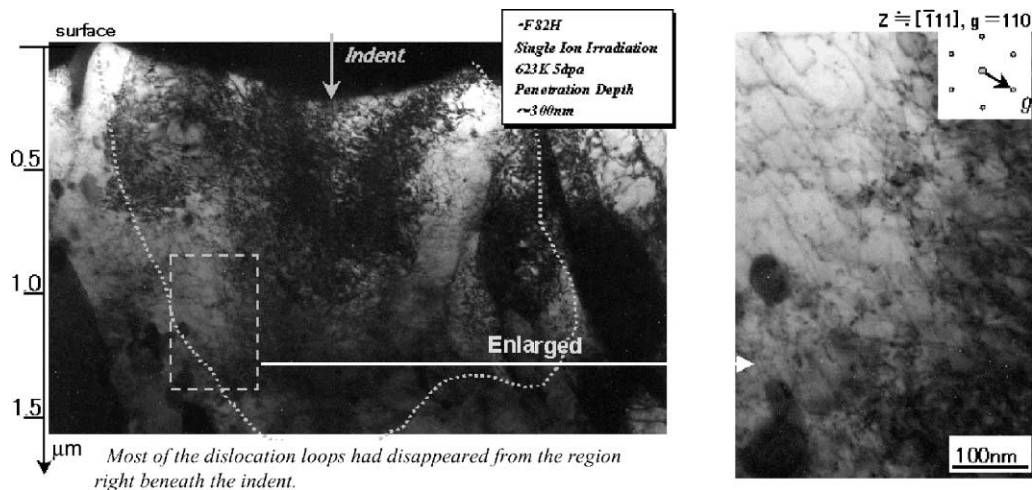 surface
Indent
~F82H
Single Ion Irradiation
623K 5dpa
Penetration Depth
~300nm
0.5
1.0
1.5
μm
Enlarged
Most of the dislocation loops had disappeared from the region
right beneath the indent.
Z ≒ [1̅11], g = 110
g
100nm